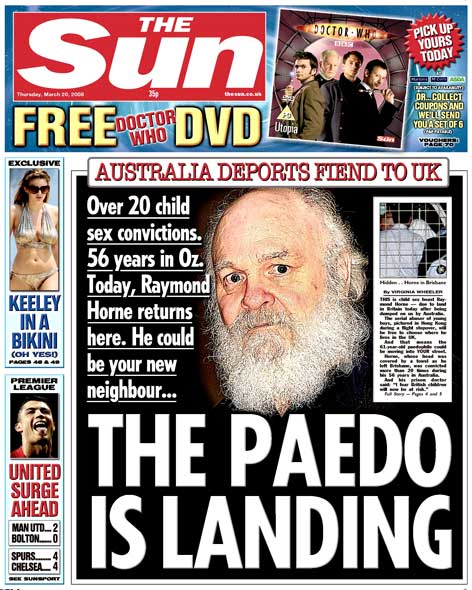 THE
Sun
Thursday, March 20, 2008
35p
thesun.co.uk
DOCTOR·WHO
BBC
Utopia
Sun
PICK UP
YOURS
TODAY
ASDA
(SUBJECT TO AVAILABILITY)
OR... COLLECT
COUPONS AND
WE'LL SEND
YOU A SET OF 6
VOUCHERS:
PAGE 70
FREE DOCTOR WHO DVD
EXCLUSIVE
KEELEY
IN A
BIKINI
(OH YES!)
PAGES 48 & 49
PREMIER
LEAGUE
UNITED
SURGE
AHEAD
MAN UTD.... 2
BOLTON...... 0
SPURS........ 4
CHELSEA.... 4
SEE SUNSPORT
AUSTRALIA DEPORTS FIEND TO UK
Over 20 child
sex convictions.
56 years in Oz.
Today, Raymond
Horne returns
here. He could
be your new
neighbour...
Hidden . . Horne in Brisbane
By VIRGINIA WHEELER
THIS is child sex beast Ray-
mond Horne — due to land
in Britain today after being
dumped on us by Australia.
The serial abuser of young
boys, pictured in Hong Kong
during a flight stopover, will
be free to choose where he
lives in the UK.
And that means the
61-year-old paedophile could
be moving into YOUR street.
Horne, whose head was
covered by a towel as he
left Brisbane, was convicted
more than 20 times during
his 56 years in Australia.
And his prison doctor
said: "I fear British children
will now be at risk."
Full Story — Pages 4 and 5
THE PAEDO
IS LANDING